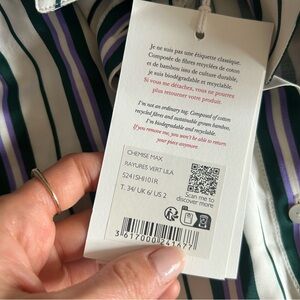 Je ne suis pas une étiquette classique.
Composée de fibres recyclées de coton
et de bambou issu de culture durable,
je suis biodégradable et recyclable.
Si vous me détachez, vous ne pourrez
plus retourner votre produit.
I'm not an ordinary tag. Composed of cotton
recycled fibres and sustainable grown bamboo,
I'm biodegradable and recyclable.
If you remove me, you won't be able to return
your piece anymore.
CHEMISE MAX
RAYURES VERT LILA
T: 34/ UK 6/ US 2
Scan me to
discover more